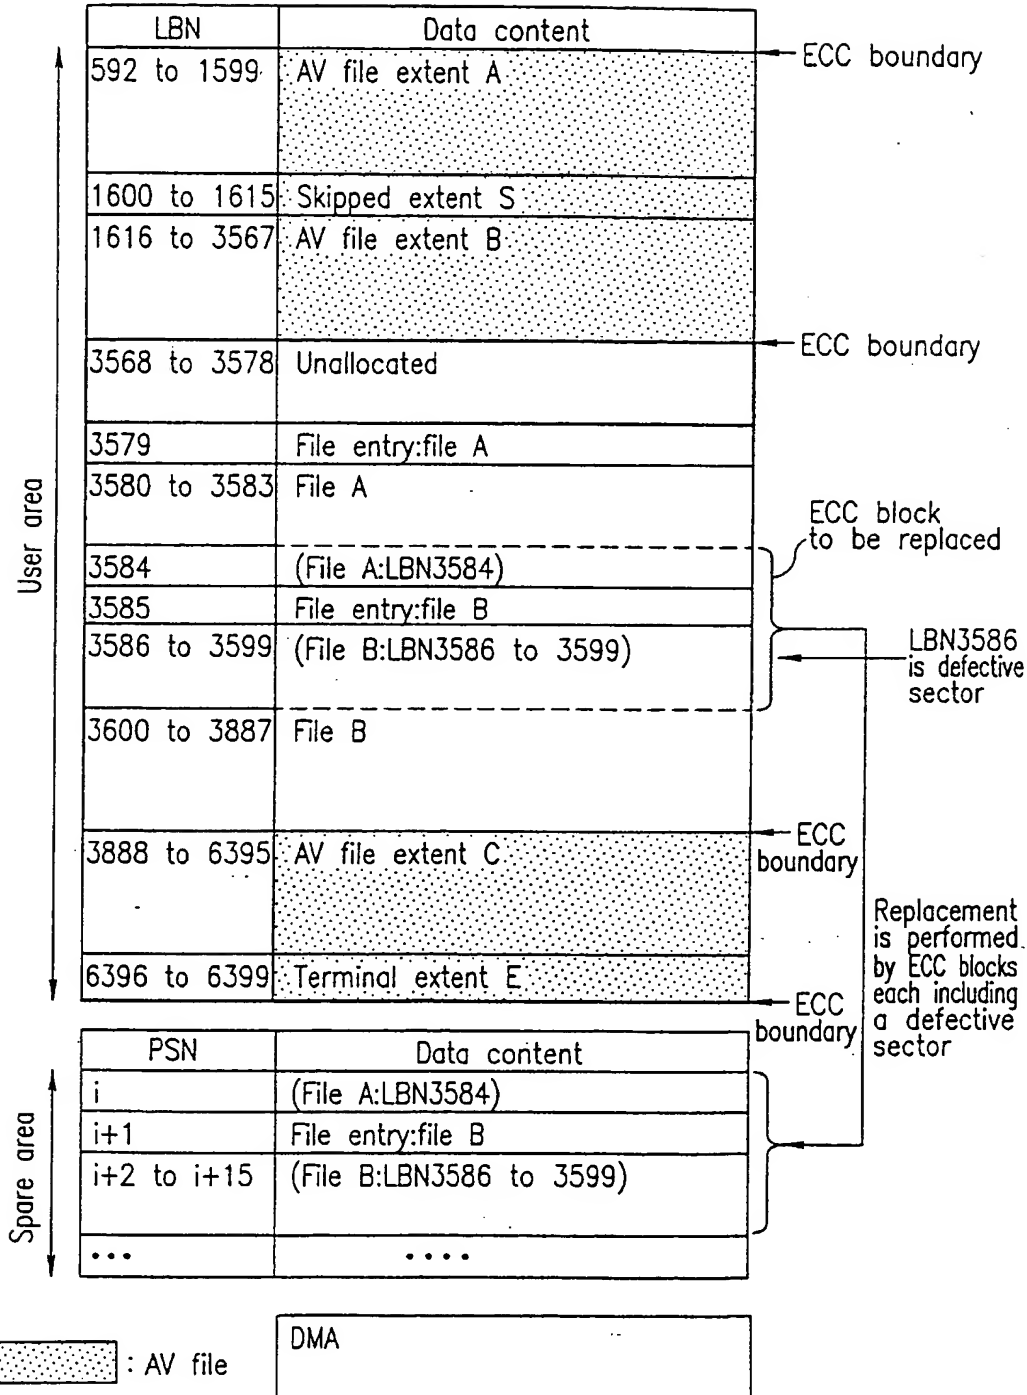 LBN Data content
592 to 1599 AV file extent A
1600 to 1615 Skipped extent S
1616 to 3567 AV file extent B
3568 to 3578 Unallocated
3579 File entry:file A
3580 to 3583 File A
3584 (File A:LBN3584)
3585 File entry:file B
3586 to 3599 (File B:LBN3586 to 3599)
3600 to 3887 File B
3888 to 6395 AV file extent C
6396 to 6399 Terminal extent E
User area
ECC boundary
ECC boundary
ECC block
to be replaced
LBN3586
is defective
sector
ECC
boundary
ECC
boundary
Replacement
is performed
by ECC blocks
each including
a defective
sector
PSN Data content
i (File A:LBN3584)
i+1 File entry:file B
i+2 to i+15 (File B:LBN3586 to 3599)
••• ••••
Spare area
: AV file
DMA